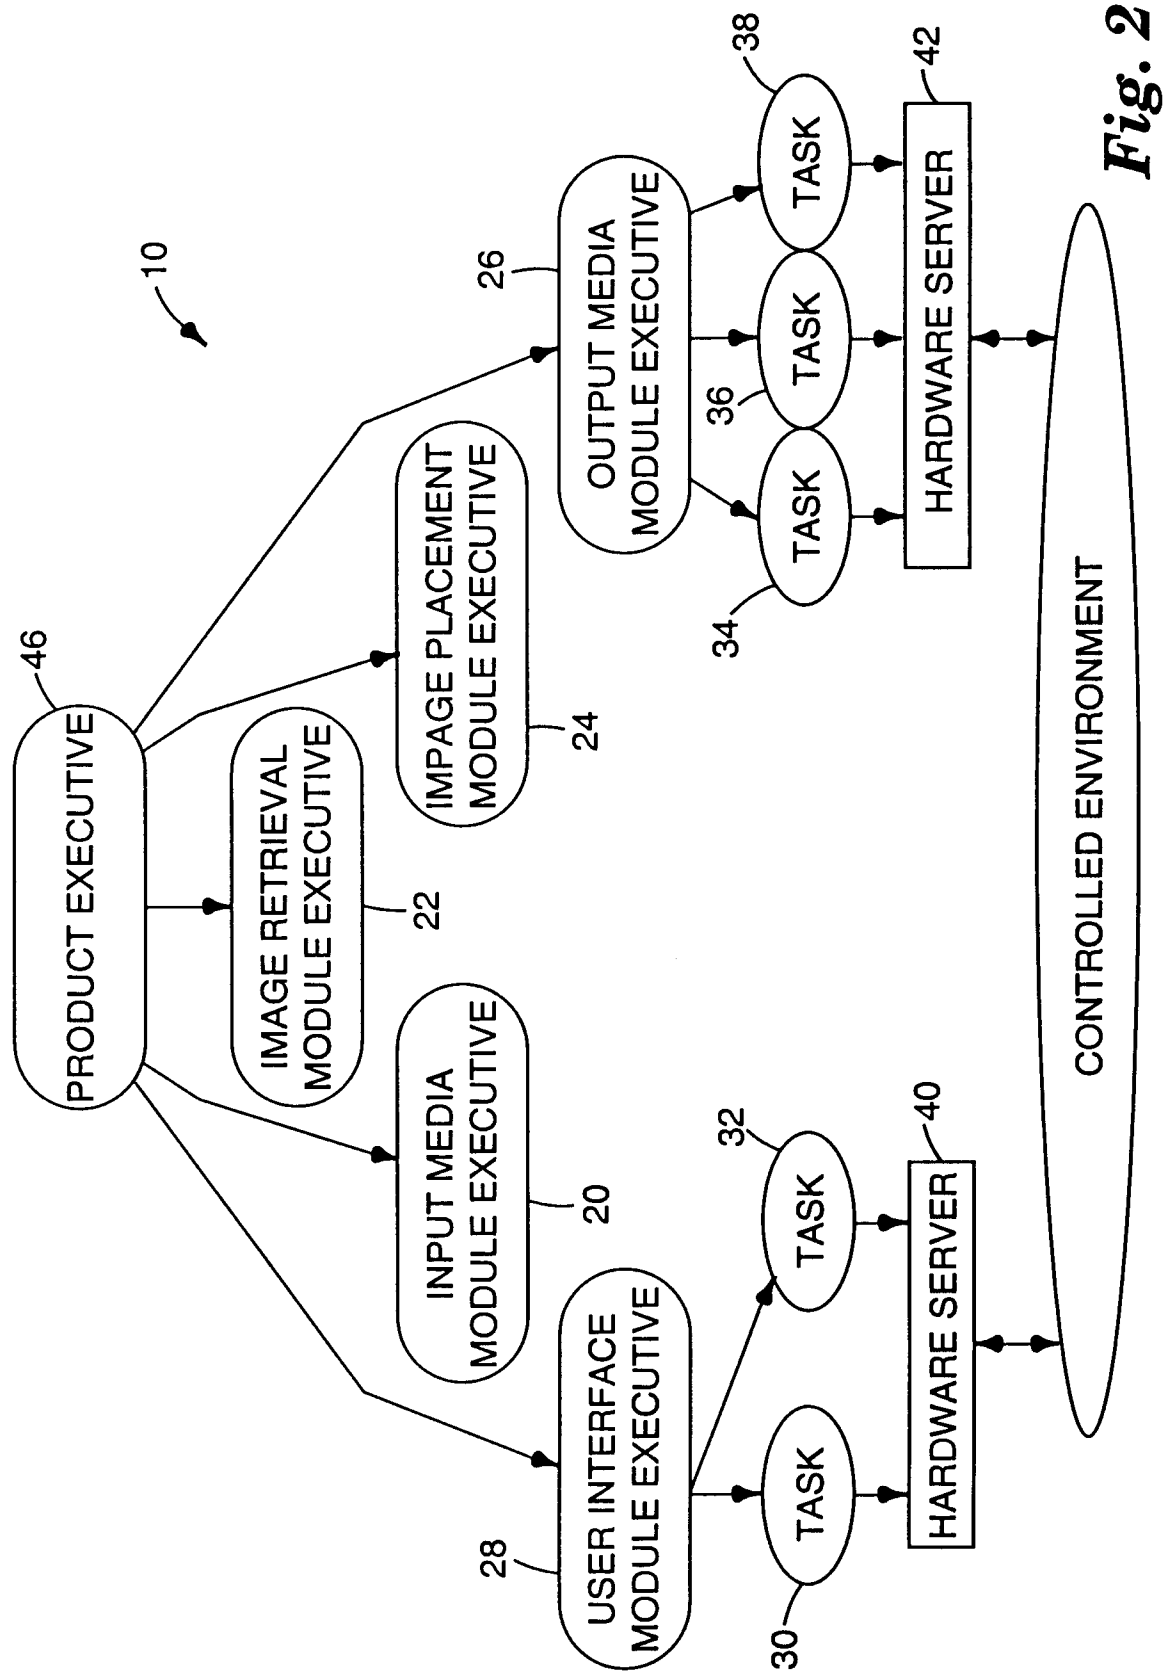 10
46
PRODUCT EXECUTIVE
IMAGE RETRIEVAL
MODULE EXECUTIVE
22
INPUT MEDIA
MODULE EXECUTIVE
20
IMPAGE PLACEMENT
MODULE EXECUTIVE
24
28
USER INTERFACE
MODULE EXECUTIVE
26
OUTPUT MEDIA
MODULE EXECUTIVE
30
TASK
32
TASK
34
TASK
36
TASK
38
TASK
40
HARDWARE SERVER
42
HARDWARE SERVER
CONTROLLED ENVIRONMENT
Fig. 2